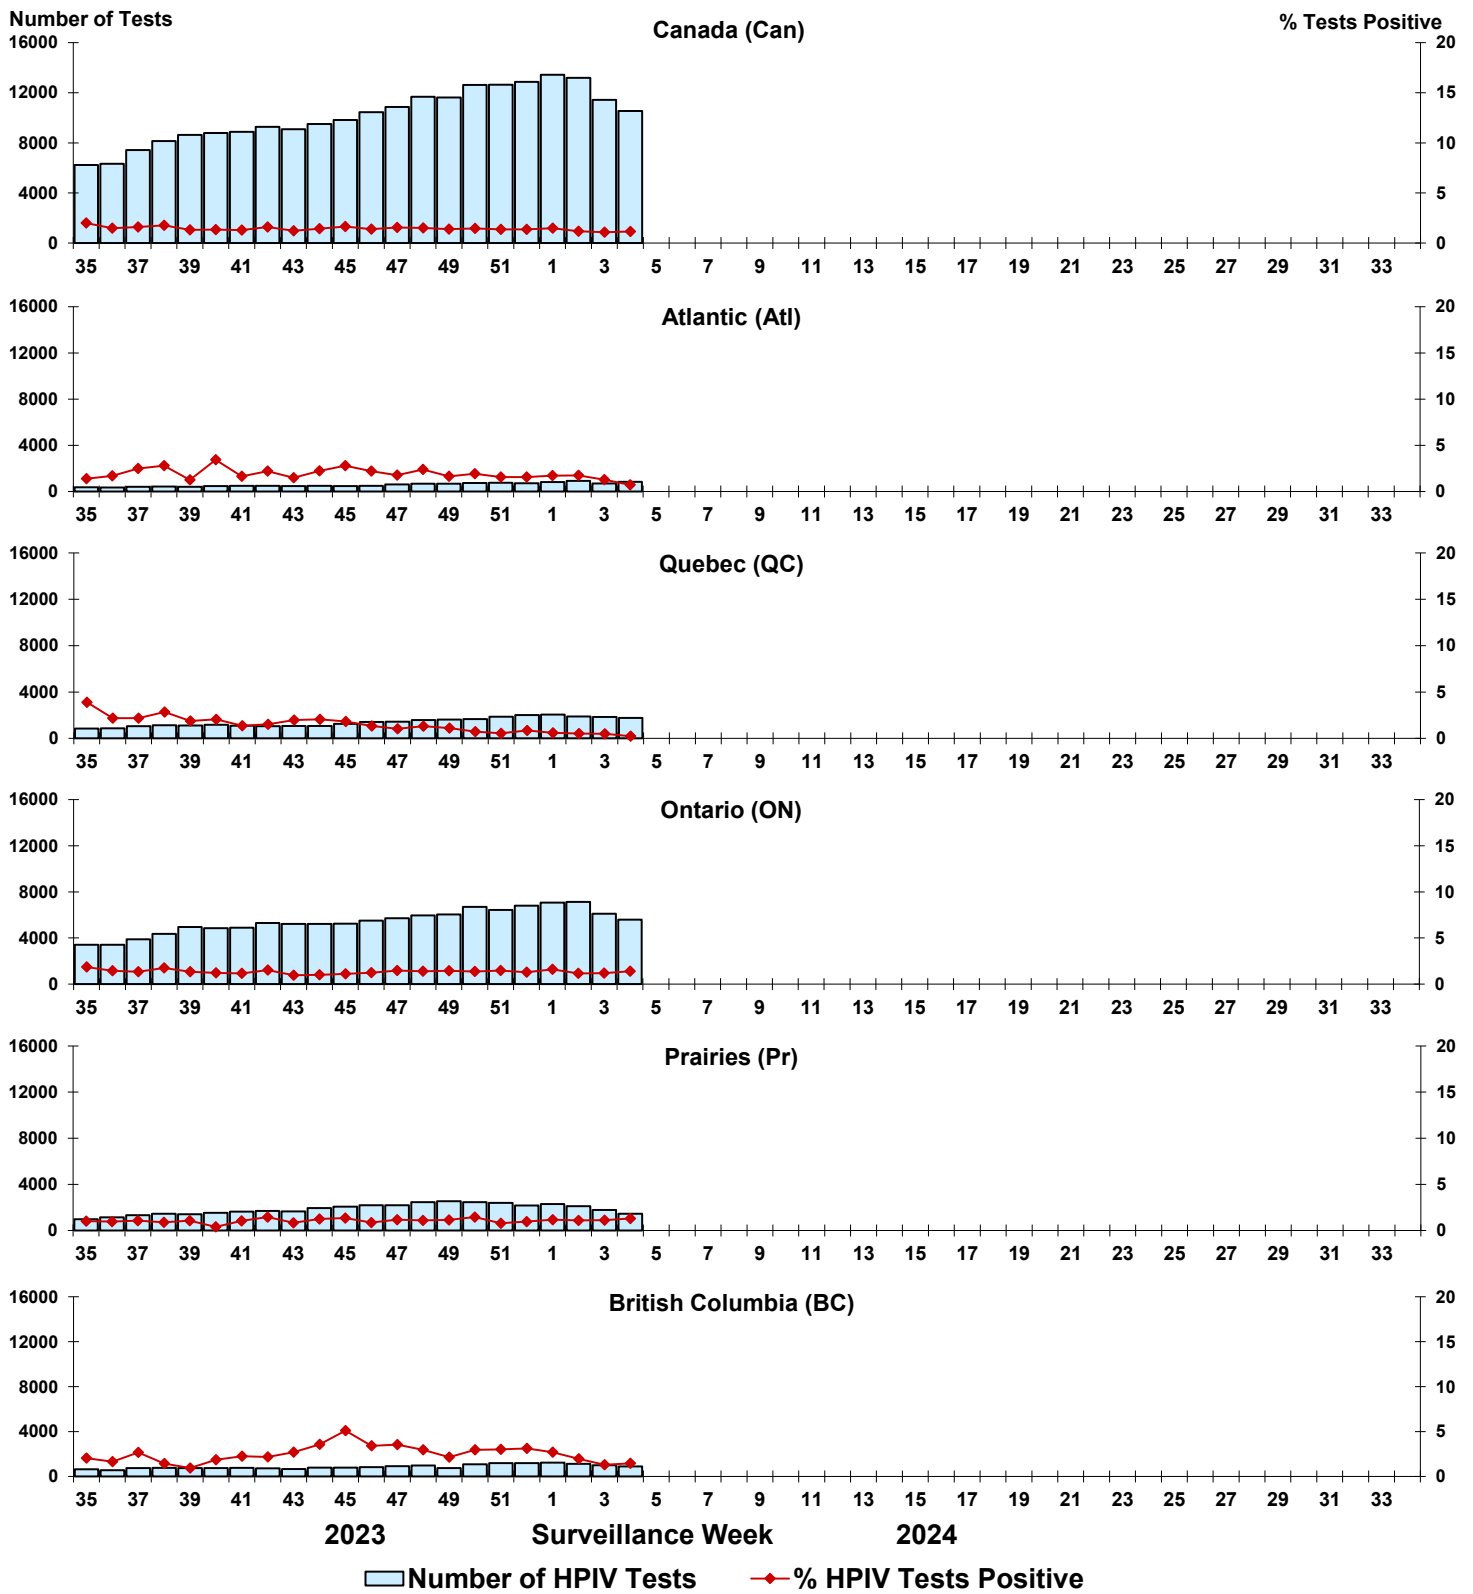 Number of Tests
% Tests Positive
Canada (Can)
16000 20
12000 15
8000 10
4000 5
0 0
35 37 39 41 43 45 47 49 51 1 3 5 7 9 11 13 15 17 19 21 23 25 27 29 31 33
Atlantic (Atl)
16000 20
12000 15
8000 10
4000 5
0 0
35 37 39 41 43 45 47 49 51 1 3 5 7 9 11 13 15 17 19 21 23 25 27 29 31 33
Quebec (QC)
16000 20
12000 15
8000 10
4000 5
0 0
35 37 39 41 43 45 47 49 51 1 3 5 7 9 11 13 15 17 19 21 23 25 27 29 31 33
Ontario (ON)
16000 20
12000 15
8000 10
4000 5
0 0
35 37 39 41 43 45 47 49 51 1 3 5 7 9 11 13 15 17 19 21 23 25 27 29 31 33
Prairies (Pr)
16000 20
12000 15
8000 10
4000 5
0 0
35 37 39 41 43 45 47 49 51 1 3 5 7 9 11 13 15 17 19 21 23 25 27 29 31 33
British Columbia (BC)
16000 20
12000 15
8000 10
4000 5
0 0
35 37 39 41 43 45 47 49 51 1 3 5 7 9 11 13 15 17 19 21 23 25 27 29 31 33
2023 Surveillance Week 2024
Number of HPIV Tests % HPIV Tests Positive